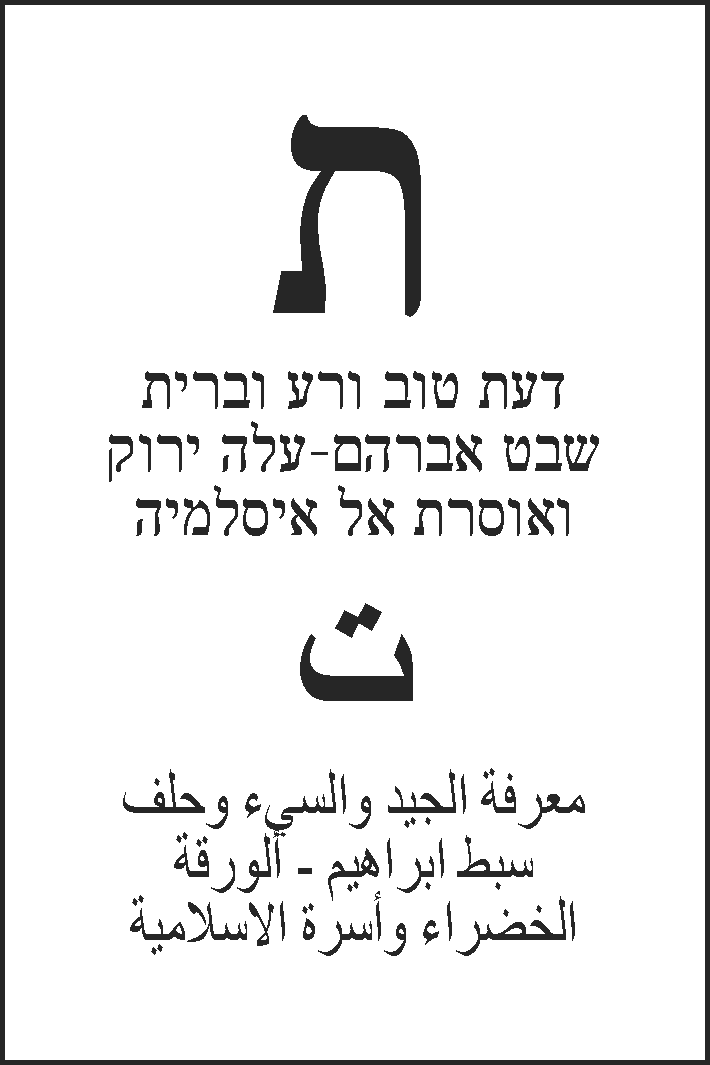 ת
דעת טוב ורע וברית
שבט אברהם-עלה ירוק
ואוסרת אל איסלמיה
ت
معرفة الجيد والسيء وحلف
سبط ابراهيم - ألورقة
الخضراء وأسرة الاسلامية